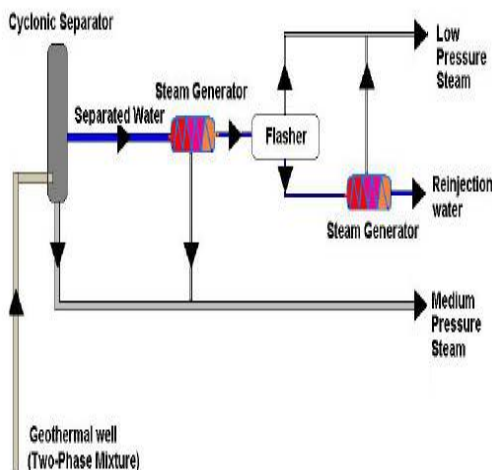 Cyclonic Separator
Low
Pressure
Steam
Steam Generator
Separated Water
Flasher
Reinjection
water
Steam Generator
Medium
Pressure
Steam
Geothermal well
(Two-Phase Mixture)